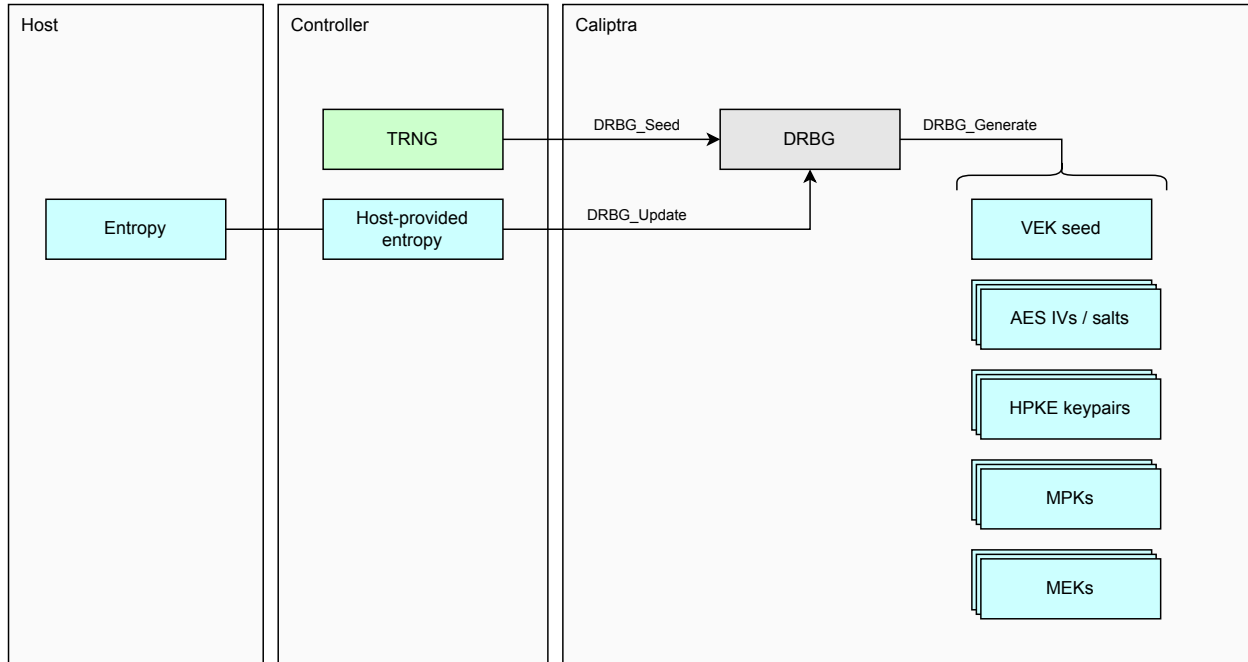 Host
Controller
Caliptra
TRNG
DRBG_Seed
DRBG
DRBG_Generate
Entropy
Host-provided
entropy
DRBG_Update
VEK seed
AES IVs / salts
HPKE keypairs
MPKs
MEKs